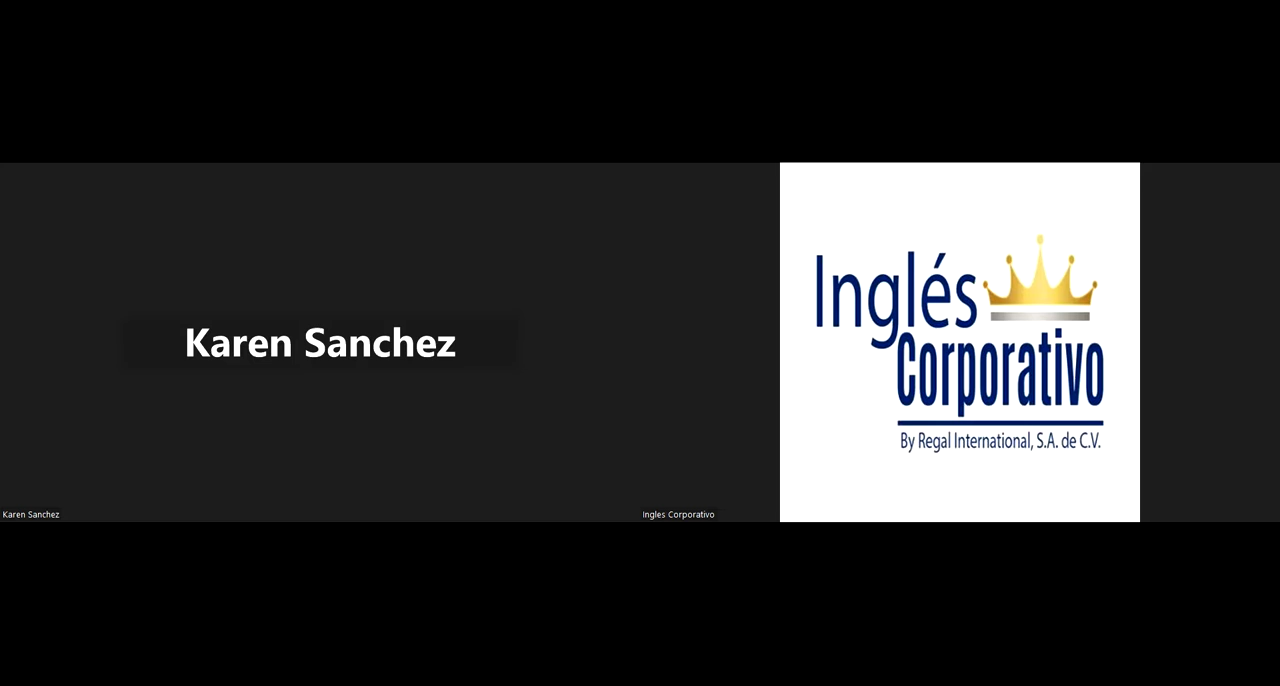 Karen Sanchez
Inglés
Corporativo
By Regal International, S.A. de C.V.
Karen Sanchez
Ingles Corporativo